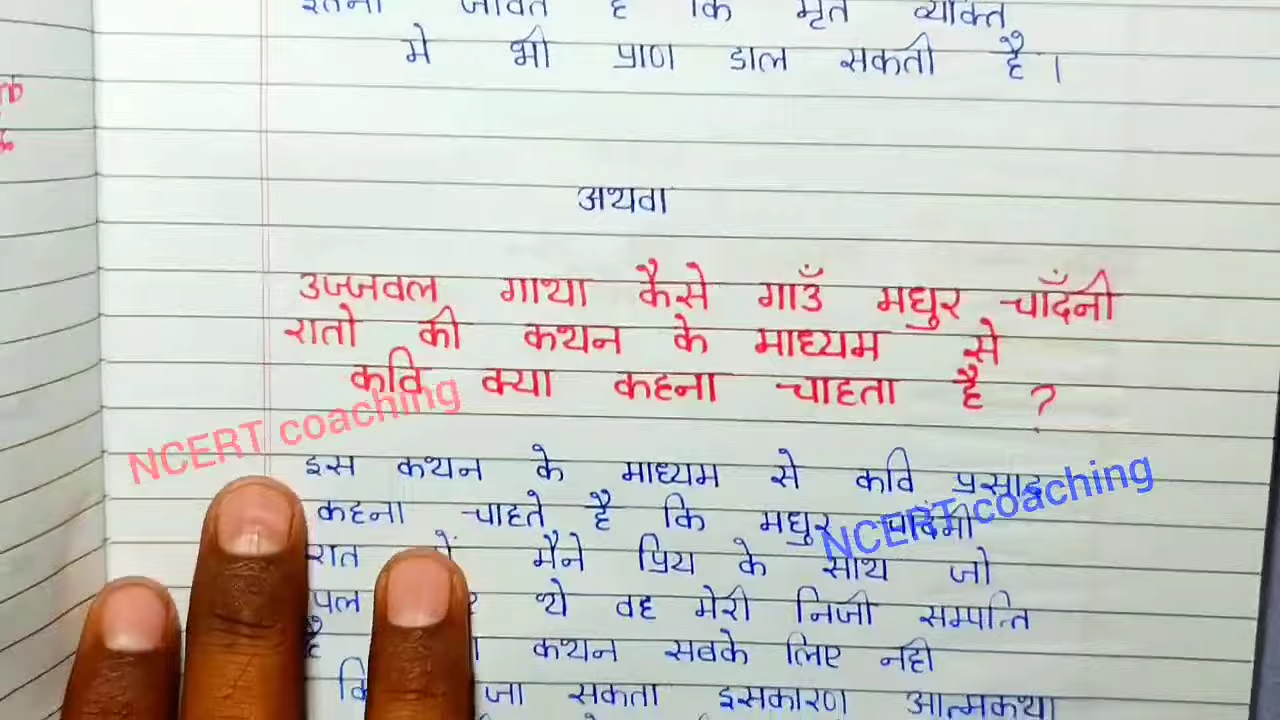 इतना जीवित है कि मृत व्यक्ति
मे भी प्राण डाल सकती है ।
अथवा
उज्जवल गाथा कैसे गाउँ मधुर चाँदनी
रातो की कथन के माध्यम से
कवि क्या कहना चाहता है ?
NCERT coaching
इस कथन के माध्यम से कवि प्रसाद
कहना चाहते है कि मधुर
NCERT coaching
रात मैने प्रिय के साथ जो
पल थे वह मेरी निजी सम्पत्ति
है कथन सबके लिए नही
जा सकता इसकारण आत्मकथा